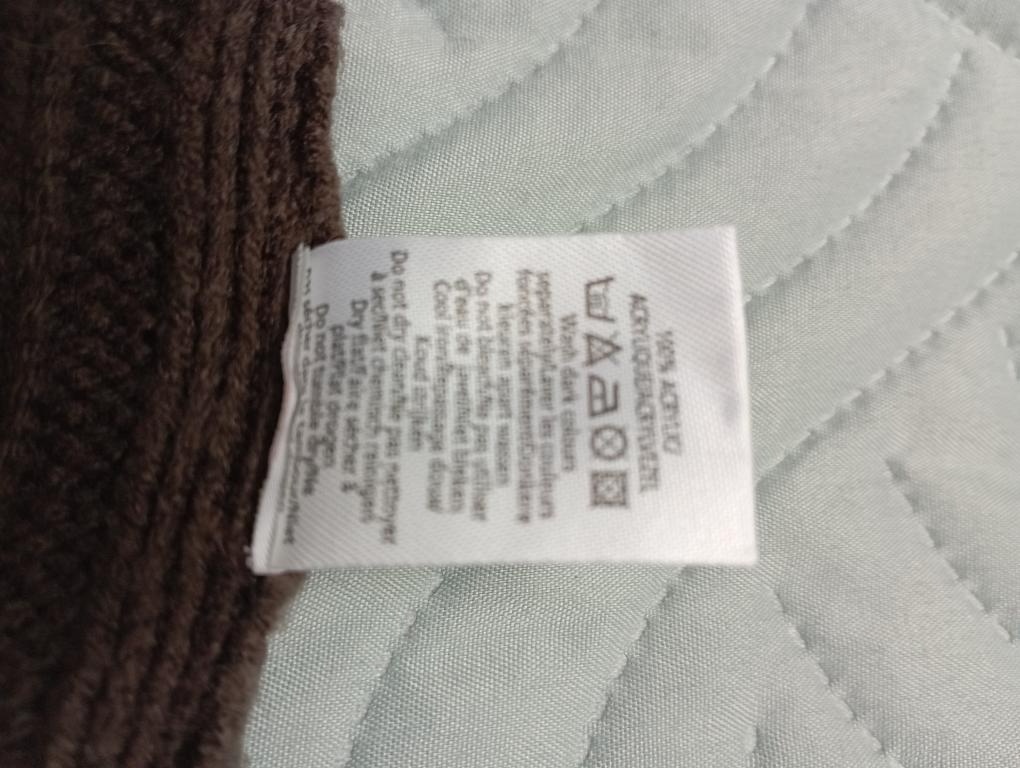 100% ACRYLIC
ACRYLIQUE/ACRYLVEZEL
Wash dark colours
separately/laver les couleurs
foncées séparément/Donkere
kleuren apart wassen
Do not bleach/ne pas utiliser
d'eau de javel/niet bleken
Cool iron/repassage doux/
Koud strijken
Do not dry clean/ne pas nettoyer
à sec/niet chemisch reinigen
Dry flat/faire sécher à
plat/plat drogen
Do not tumble dry/ne